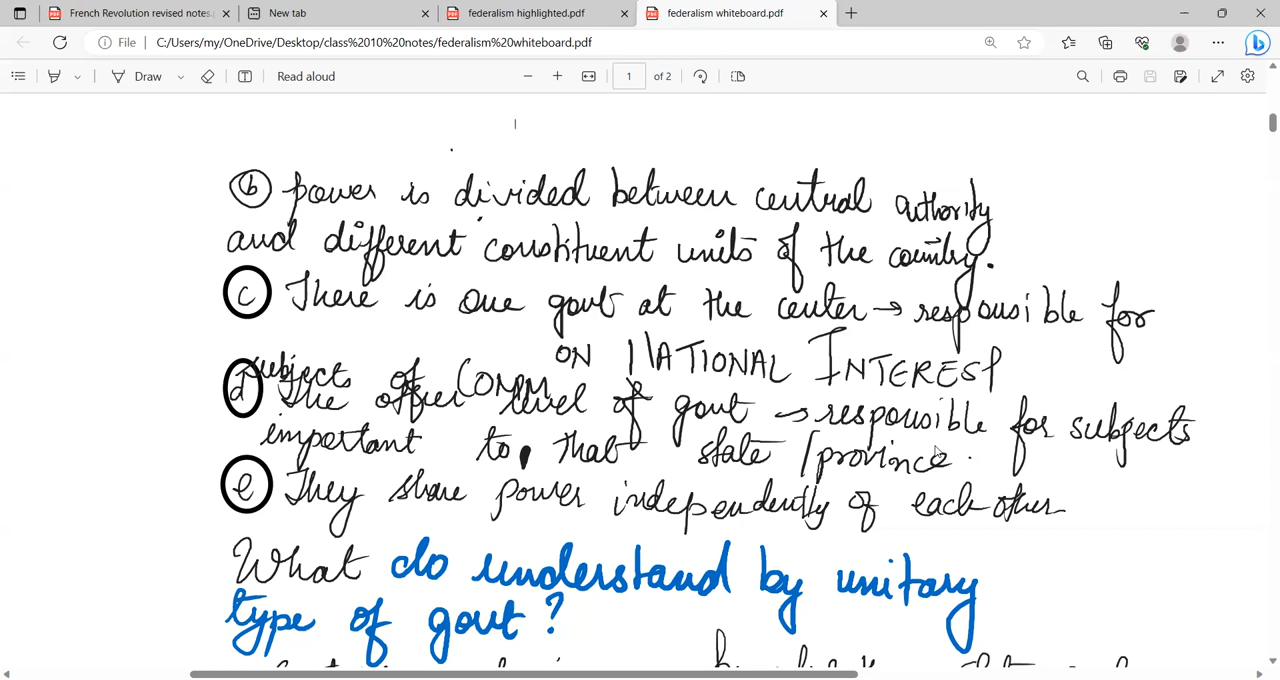 French Revolution revised notes.
New tab
federalism highlighted.pdf
federalism whiteboard.pdf
File C:/Users/my/OneDrive/Desktop/class%2010%20notes/federalism%20whiteboard.pdf
Draw Read aloud 1 of 2
b power is divided between central authority
and different constituent units of the country.
c There is one govt at the center → responsible for
subjects of COMM ON NATIONAL INTEREST
d The other level of govt → responsible for subjects
important to that state /province.
e They share power independently of each other
What do understand by unitary
type of govt ?